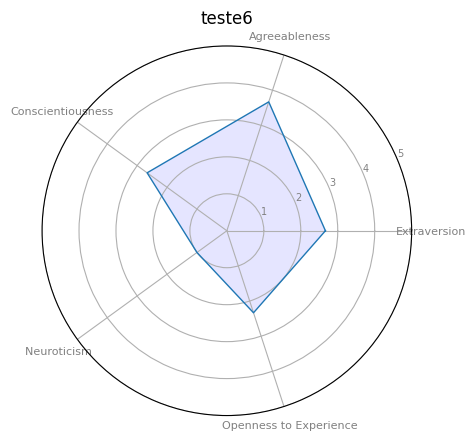 teste6
Agreeableness
Conscientiousness
5
4
3
2
1
Extraversion
Neuroticism
Openness to Experience